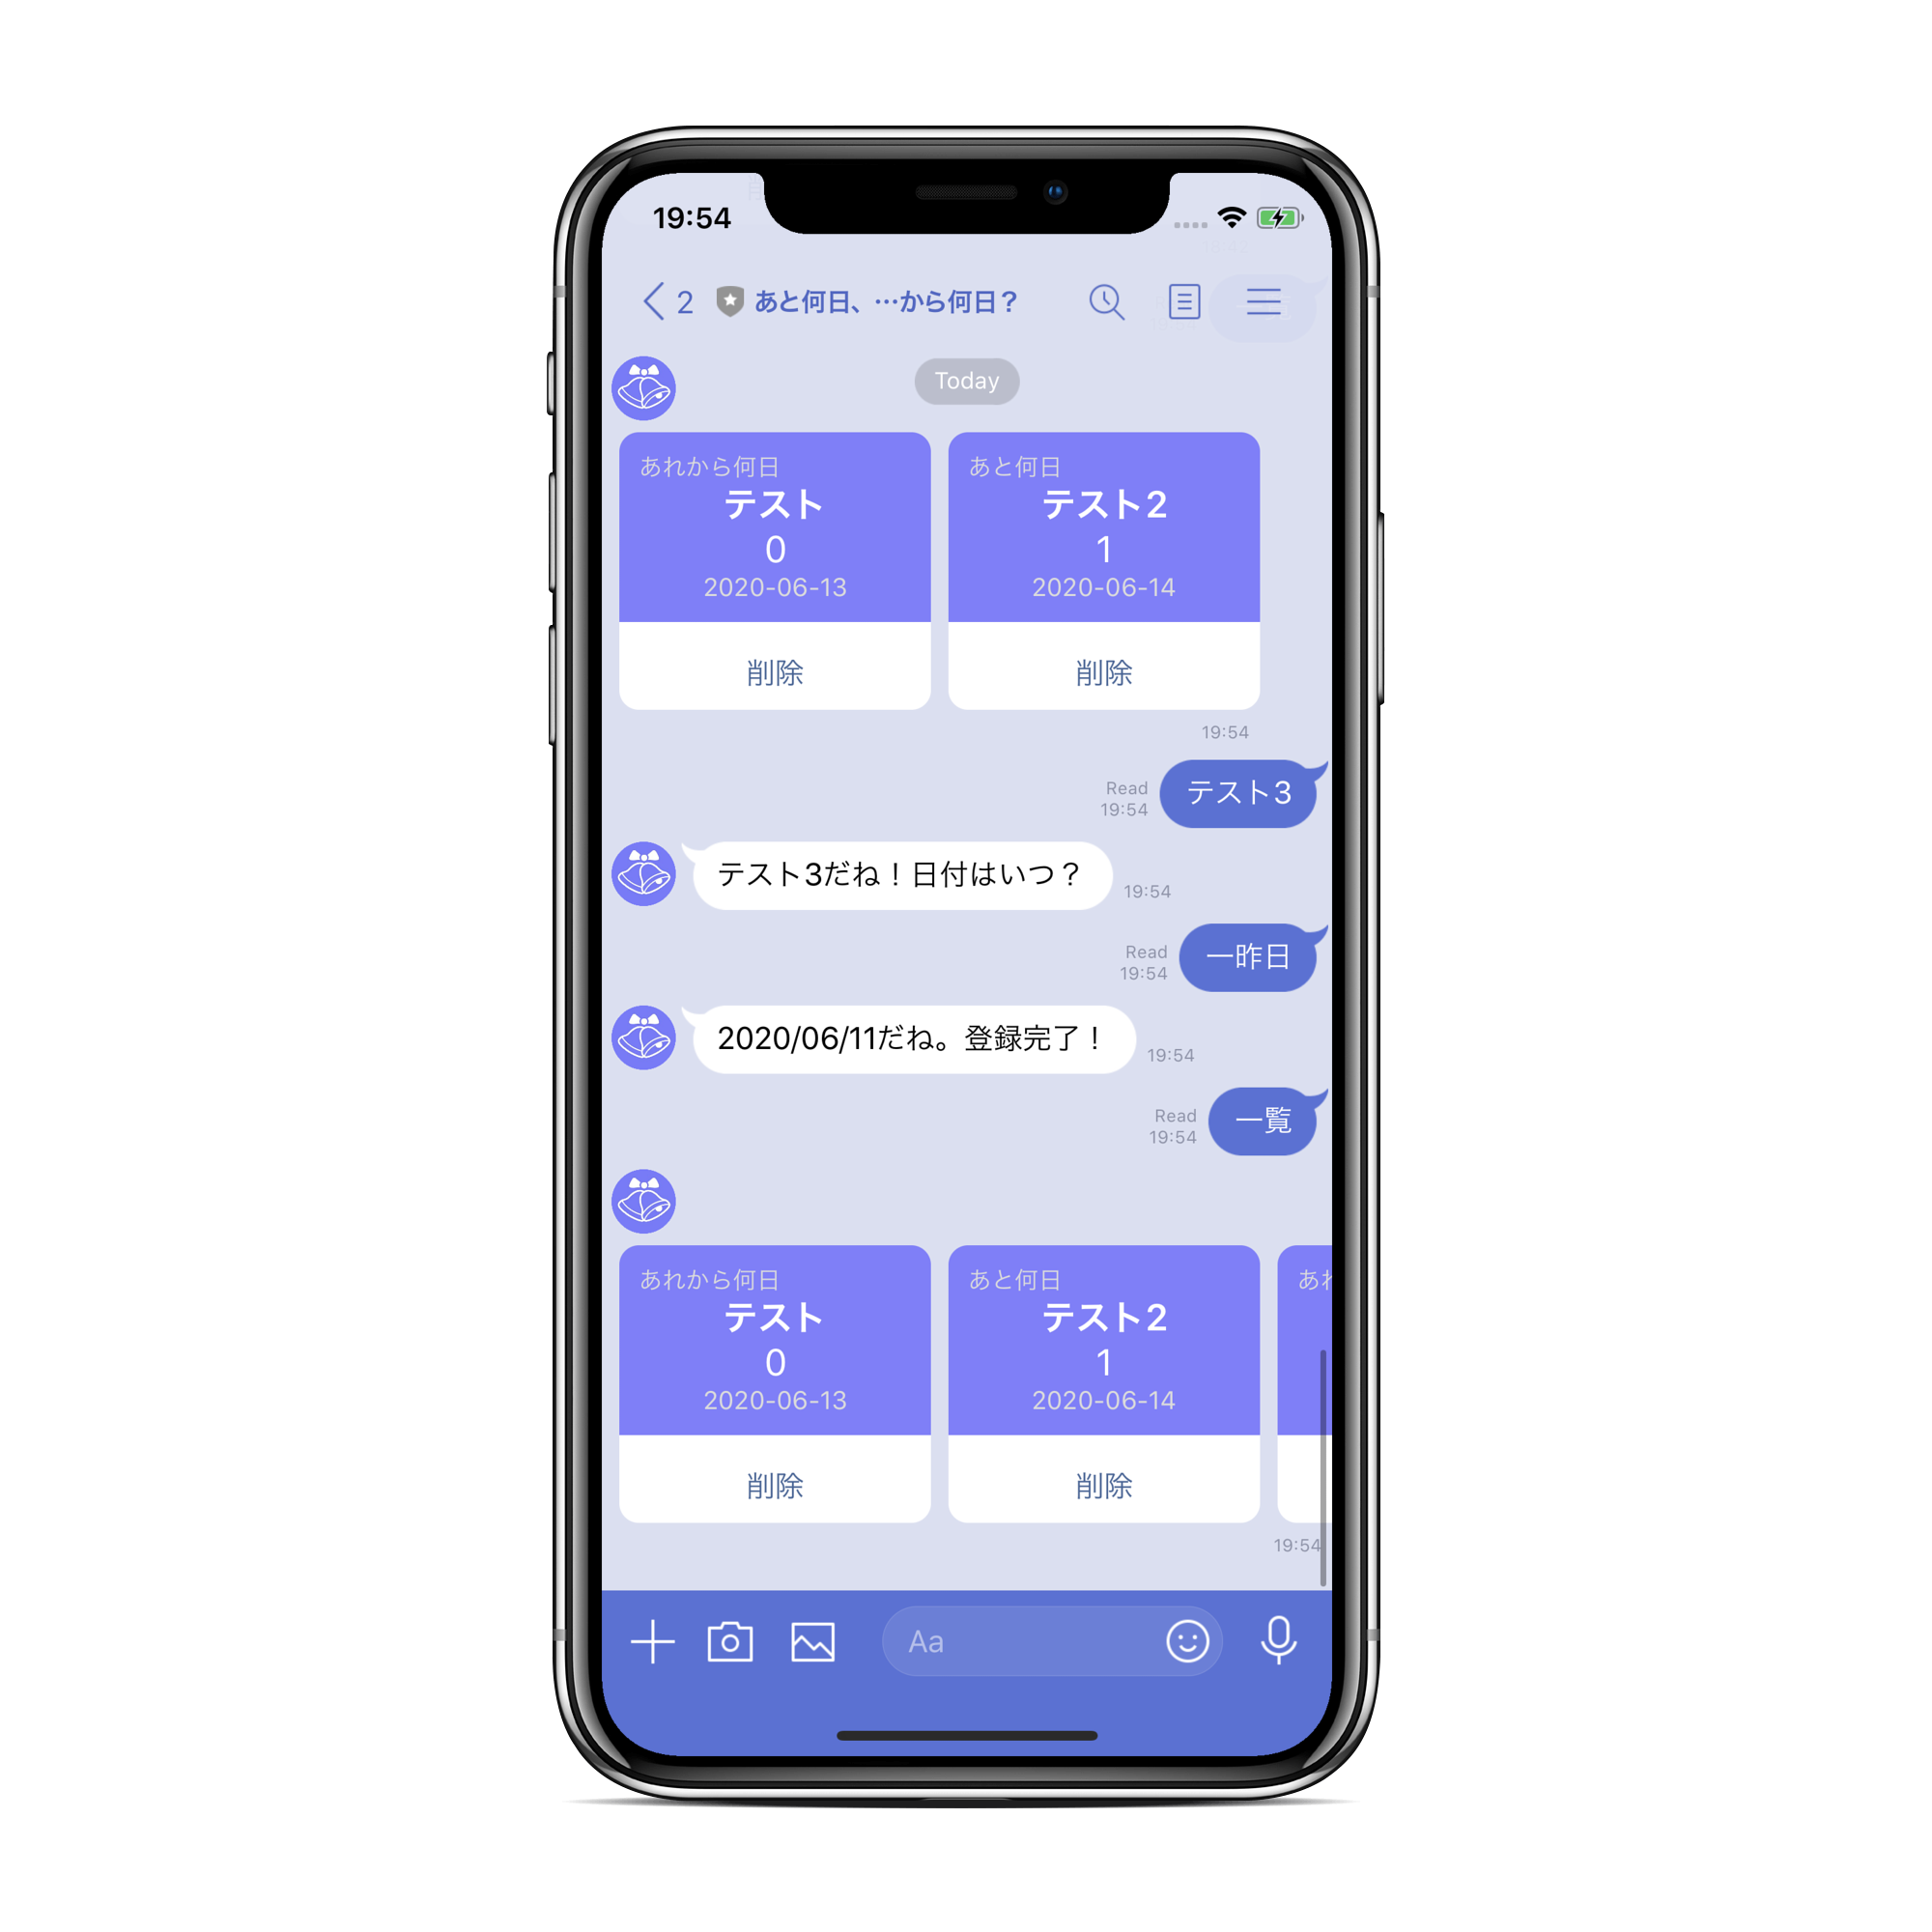 19:54
2 あと何日、…から何日？
Today
あれから何日
テスト
0
2020-06-13
削除
あと何日
テスト2
1
2020-06-14
削除
19:54
テスト3
Read
19:54
テスト3だね！日付はいつ？
19:54
一昨日
Read
19:54
2020/06/11だね。登録完了！
19:54
一覧
Read
19:54
あれから何日
テスト
0
2020-06-13
削除
あと何日
テスト2
1
2020-06-14
削除
あれ
19:54
Aa